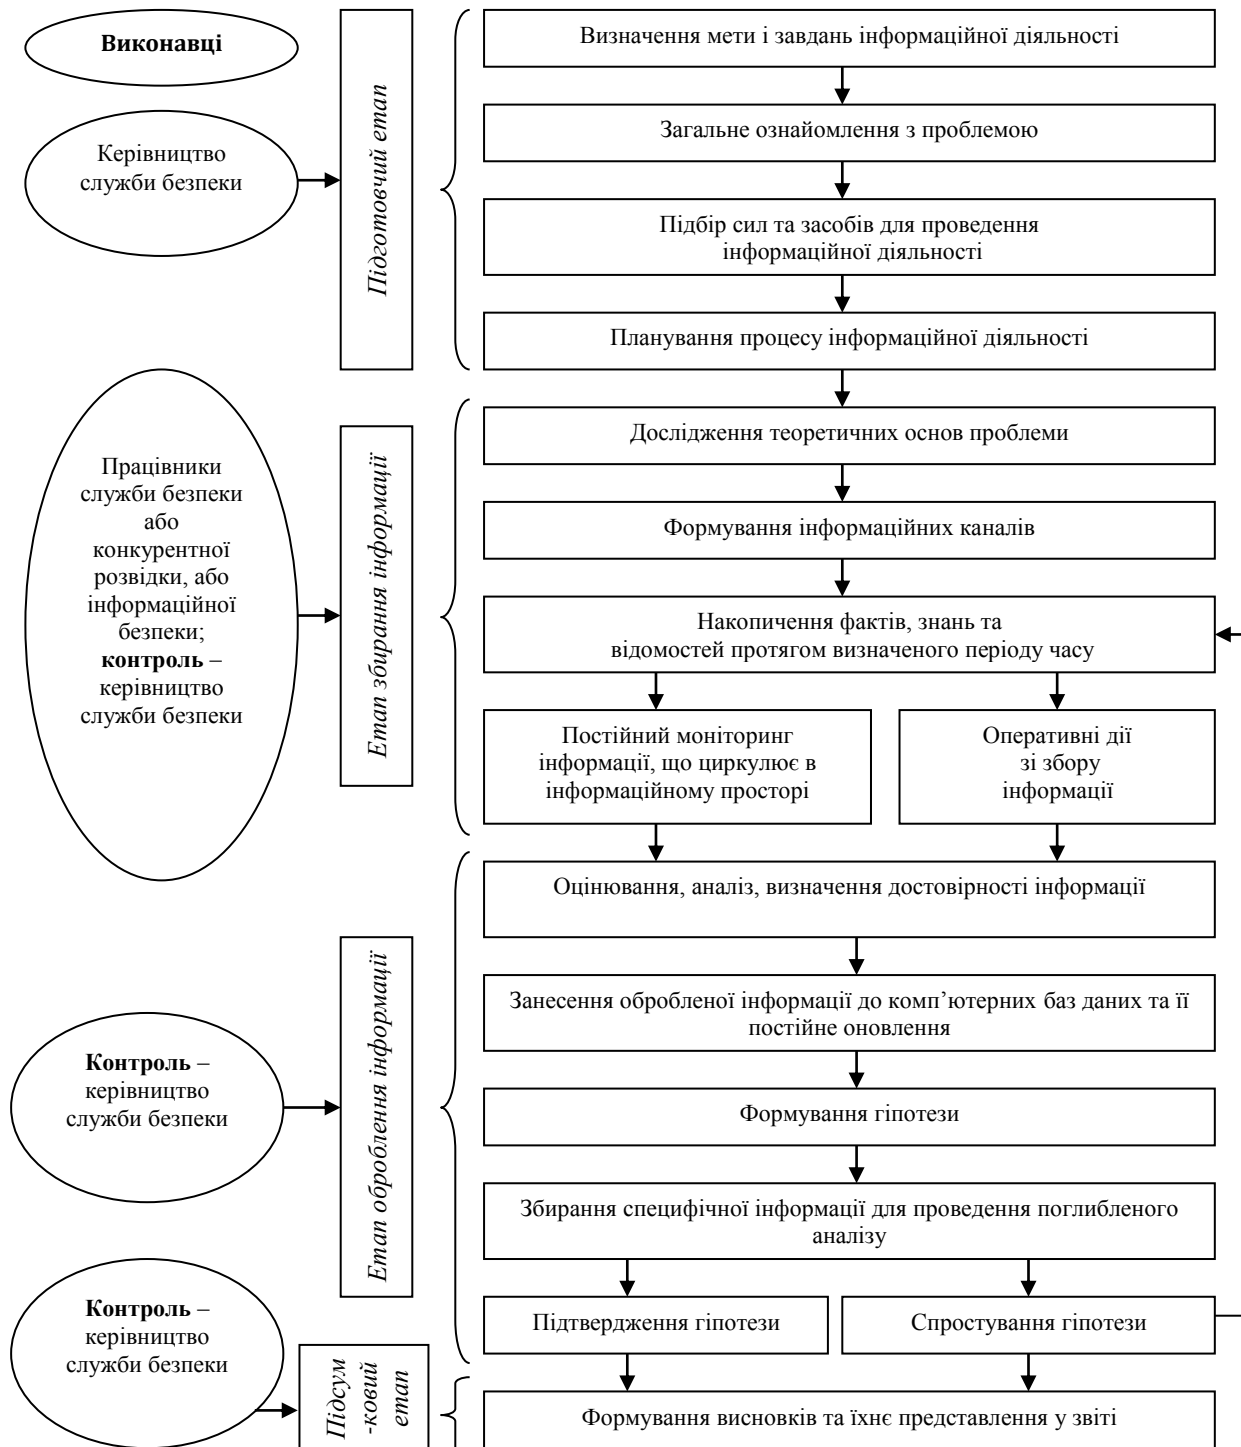 Виконавці
Керівництво
служби безпеки
Підготовчий етап
Визначення мети і завдань інформаційної діяльності
Загальне ознайомлення з проблемою
Підбір сил та засобів для проведення
інформаційної діяльності
Планування процесу інформаційної діяльності
Працівники
служби безпеки
або
конкурентної
розвідки, або
інформаційної
безпеки;
контроль –
керівництво
служби безпеки
Етап збирання інформації
Дослідження теоретичних основ проблеми
Формування інформаційних каналів
Накопичення фактів, знань та
відомостей протягом визначеного періоду часу
Постійний моніторинг
інформації, що циркулює в
інформаційному просторі
Оперативні дії
зі збору
інформації
Контроль –
керівництво
служби безпеки
Етап оброблення інформації
Оцінювання, аналіз, визначення достовірності інформації
Занесення обробленої інформації до комп’ютерних баз даних та її
постійне оновлення
Формування гіпотези
Збирання специфічної інформації для проведення поглибленого
аналізу
Підтвердження гіпотези
Спростування гіпотези
Контроль –
керівництво
служби безпеки
Підсум
-ковий
етап
Формування висновків та їхнє представлення у звіті